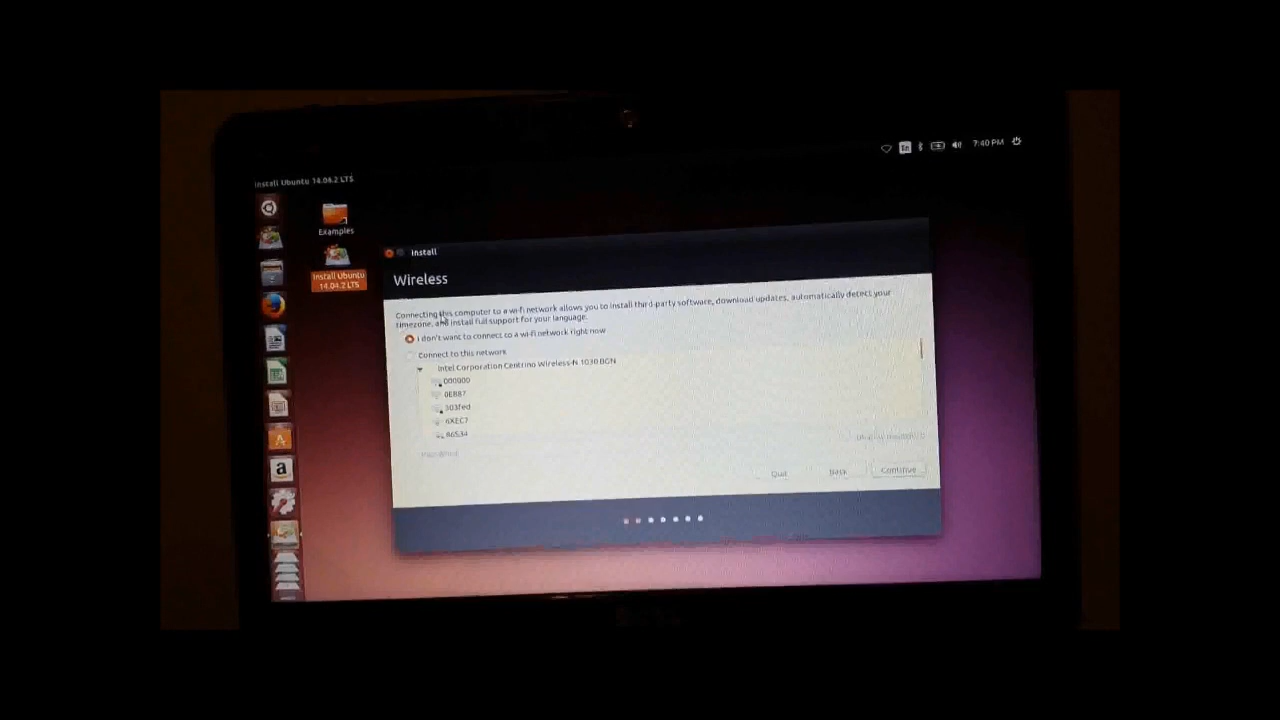 7:40 PM
Install Ubuntu 14.04.2 LTS
Examples
Install Ubuntu
14.04.2 LTS
Install
Wireless
Connecting this computer to a wi-fi network allows you to install third-party software, download updates, automatically detect your
timezone, and install full support for your language.
I don't want to connect to a wi-fi network right now
Connect to this network
Intel Corporation Centrino Wireless-N 1030 BGN
000000
0EB87
303fed
6XEC7
86534
Quit
Back
Continue